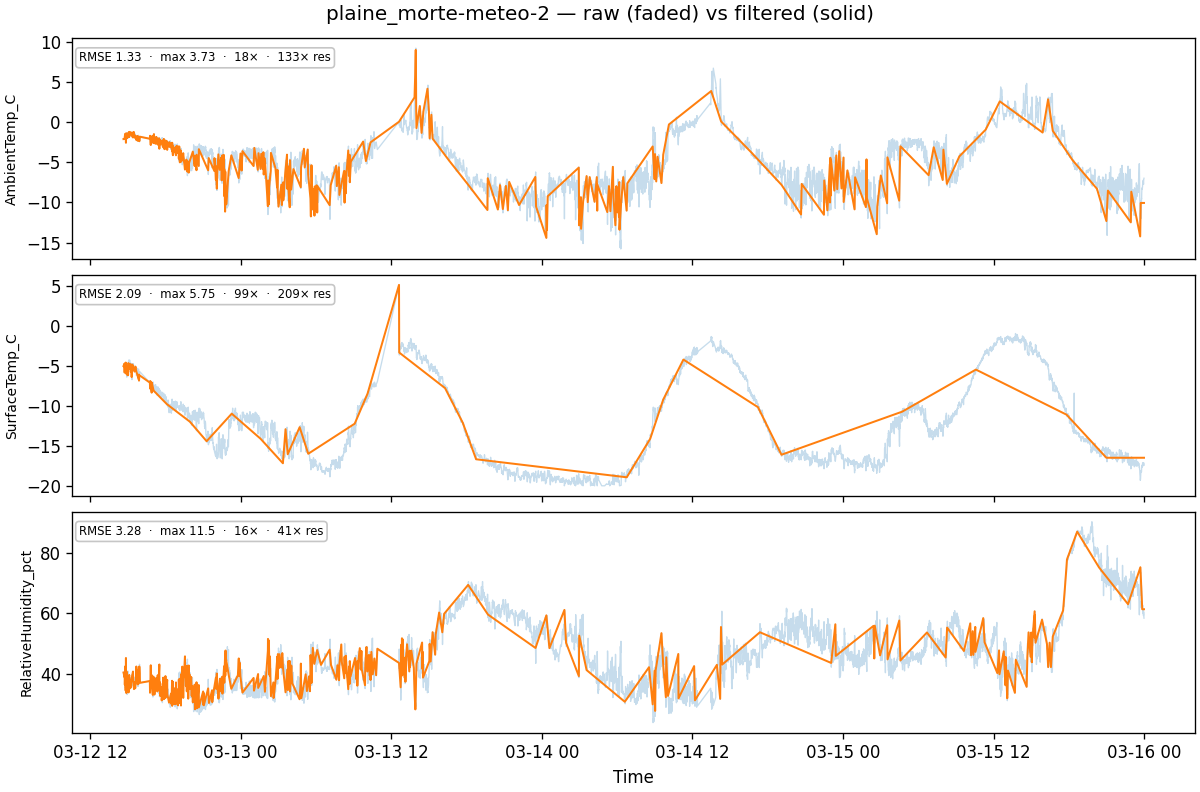 plaine_morte-meteo-2 — raw (faded) vs filtered (solid)
AmbientTemp_C
10
5
0
−5
−10
−15
RMSE 1.33 · max 3.73 · 18× · 133× res
SurfaceTemp_C
5
0
−5
−10
−15
−20
RMSE 2.09 · max 5.75 · 99× · 209× res
RelativeHumidity_pct
80
60
40
RMSE 3.28 · max 11.5 · 16× · 41× res
03-12 12
03-13 00
03-13 12
03-14 00
03-14 12
03-15 00
03-15 12
03-16 00
Time